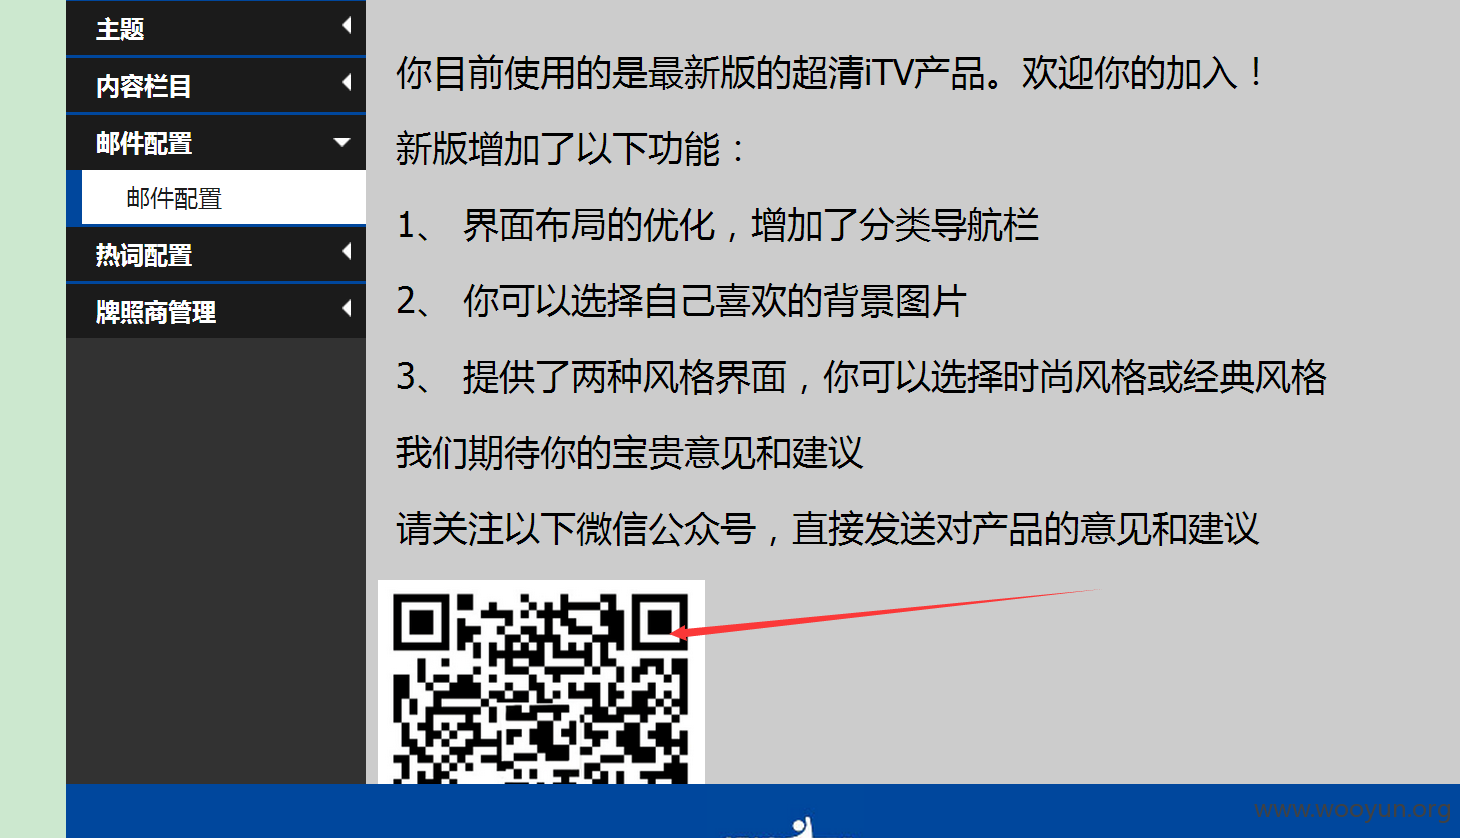 主题
内容栏目
邮件配置
邮件配置
热词配置
牌照商管理
你目前使用的是最新版的超清iTV产品。欢迎你的加入！
新版增加了以下功能：
1、 界面布局的优化，增加了分类导航栏
2、 你可以选择自己喜欢的背景图片
3、 提供了两种风格界面，你可以选择时尚风格或经典风格
我们期待你的宝贵意见和建议
请关注以下微信公众号，直接发送对产品的意见和建议
www.wooyun.org